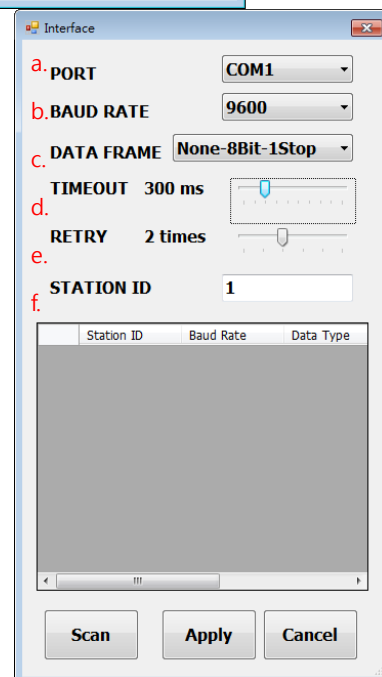 Interface
a. PORT COM1
b. BAUD RATE 9600
c. DATA FRAME None-8Bit-1Stop
d. TIMEOUT 300 ms
e. RETRY 2 times
f. STATION ID 1
Station ID Baud Rate Data Type
Scan Apply Cancel